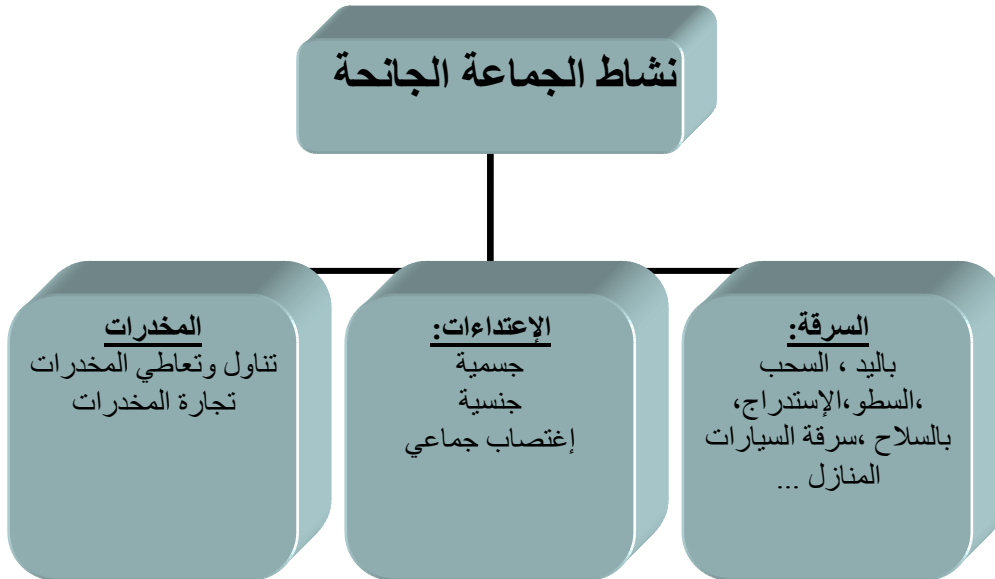 نشاط الجماعة الجانحة
السرقة:
باليد ، السحب
،السطو،الإستدراج،
بالسلاح ،سرقة السيارات
المنازل ...
الإعتداءات:
جسمية
جنسية
إغتصاب جماعي
المخدرات
تناول وتعاطي المخدرات
تجارة المخدرات